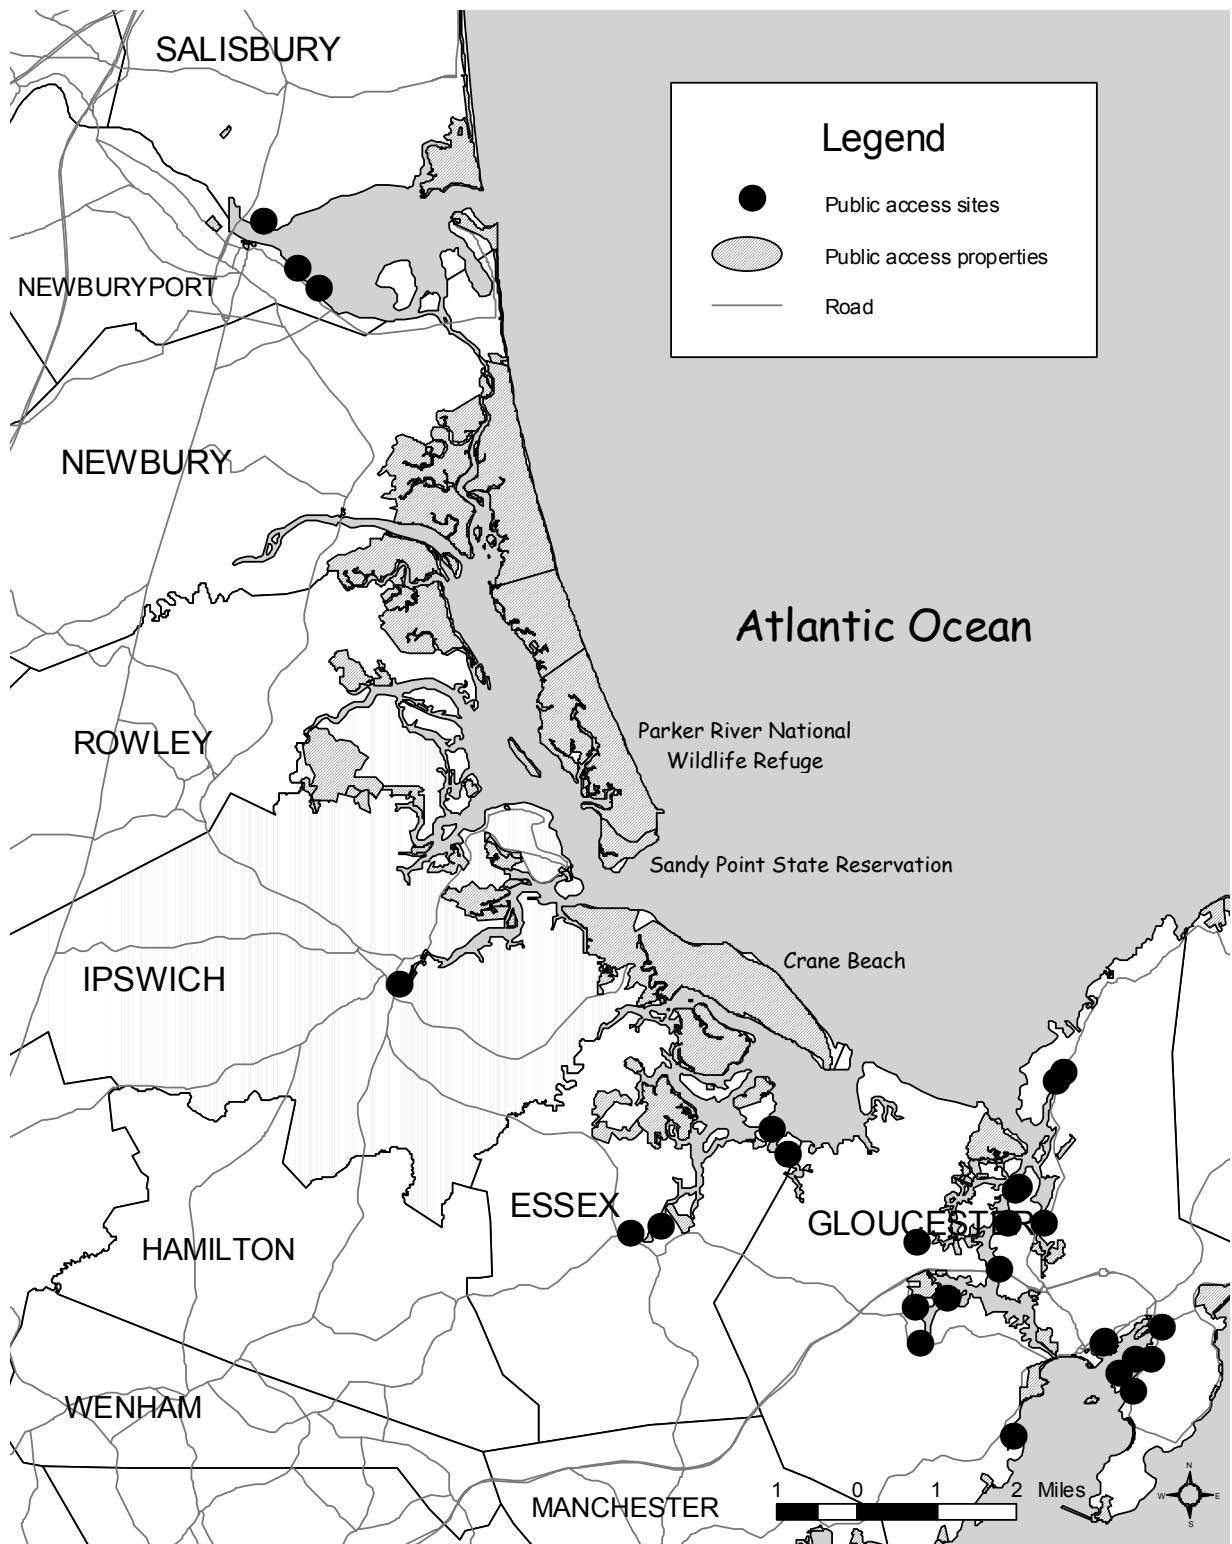 SALISBURY
Legend
Public access sites
Public access properties
Road
NEWBURYPORT
NEWBURY
Atlantic Ocean
Parker River National
Wildlife Refuge
ROWLEY
Sandy Point State Reservation
Crane Beach
IPSWICH
ESSEX
GLOUCESTER
HAMILTON
WENHAM
MANCHESTER
1 0 1 2 Miles
N
W E
S